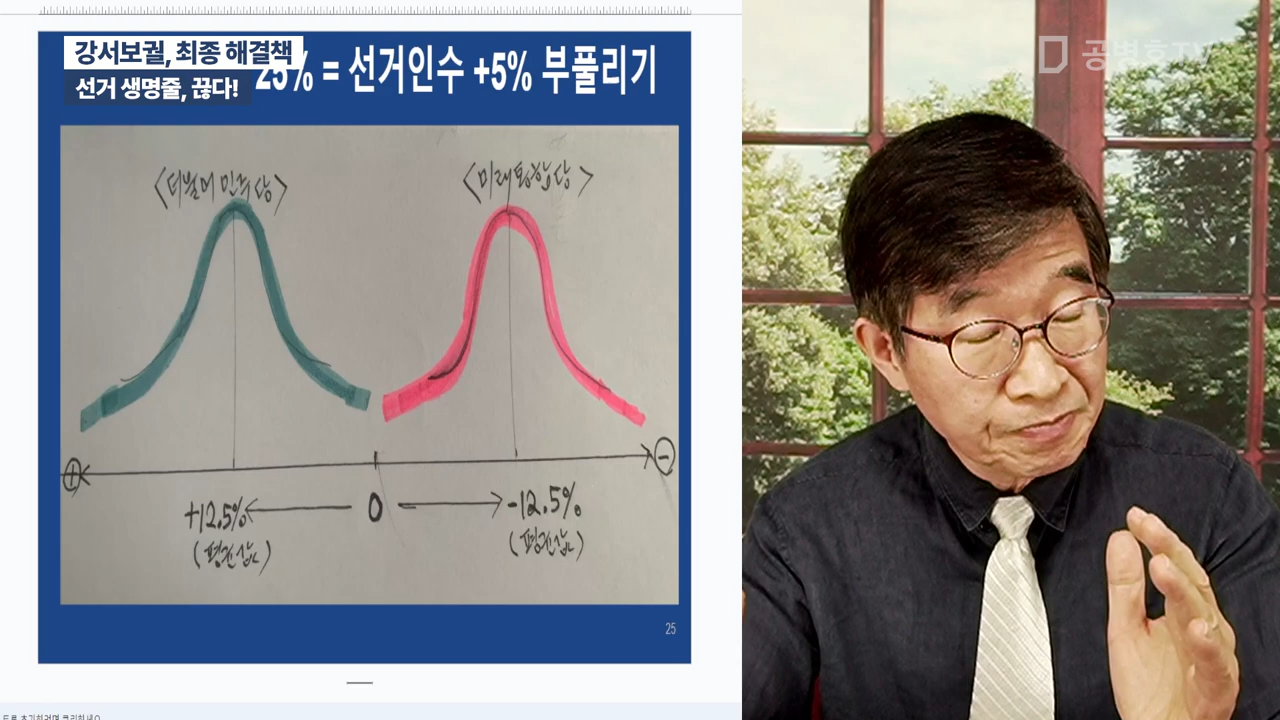 강서보궐, 최종 해결책
선거 생명줄, 끊다!
25% = 선거인수 +5% 부풀리기
공병호TV
<더불어민주당>
<미래통합당>
+
-
+12.5%
0
-12.5%
(평균값)
(평균값)
25